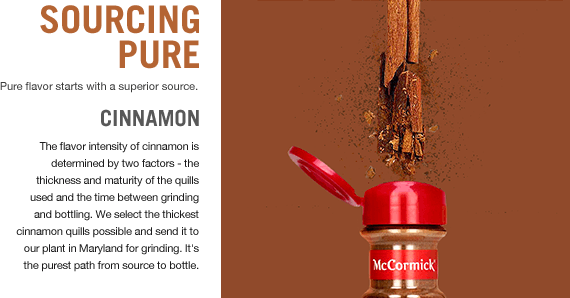 SOURCING
PURE
Pure flavor starts with a superior source.
CINNAMON
The flavor intensity of cinnamon is
determined by two factors - the
thickness and maturity of the quills
used and the time between grinding
and bottling. We select the thickest
cinnamon quills possible and send it to
our plant in Maryland for grinding. It's
the purest path from source to bottle.
McCormick®